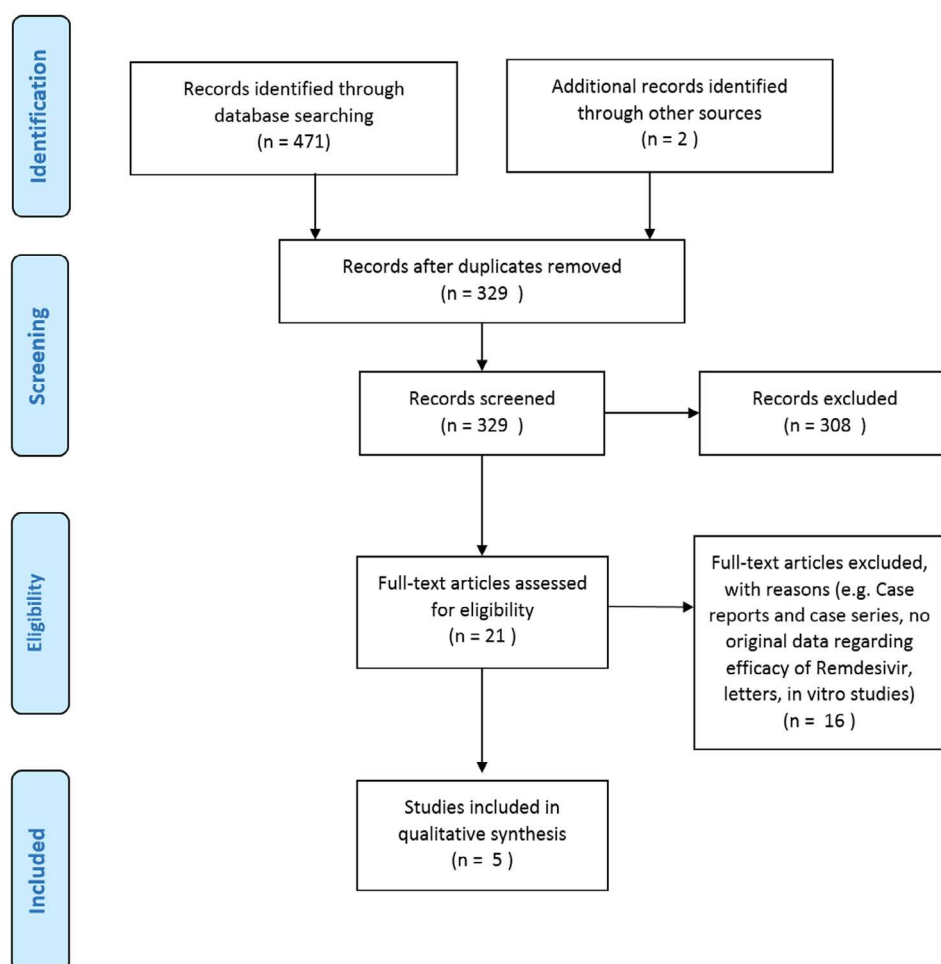 Identification
Records identified through
database searching
(n = 471)
Additional records identified
through other sources
(n = 2 )
Records after duplicates removed
(n = 329 )
Screening
Records screened
(n = 329 )
Records excluded
(n = 308 )
Eligibility
Full-text articles assessed
for eligibility
(n = 21 )
Full-text articles excluded,
with reasons (e.g. Case
reports and case series, no
original data regarding
efficacy of Remdesivir,
letters, in vitro studies)
(n = 16 )
Included
Studies included in
qualitative synthesis
(n = 5 )